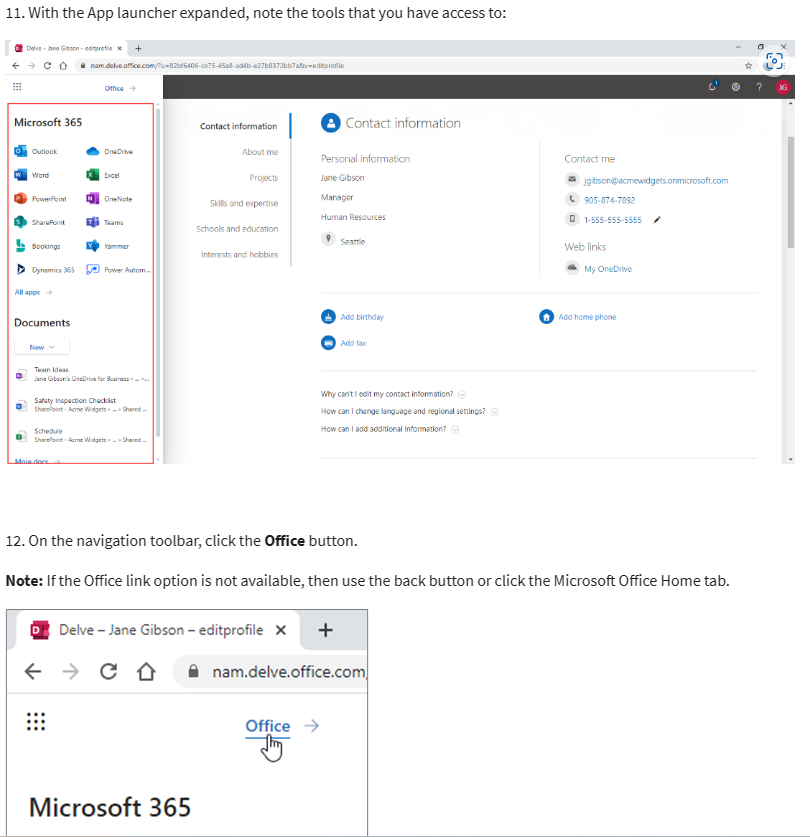 11. With the App launcher expanded, note the tools that you have access to:
Delve - Jane Gibson - editprofile
nam.delve.office.com/?u=82bf6406-ce75-45a8-ad4b-e27b8372bb7a&v=editprofile
Office →
? JG
Microsoft 365
Outlook OneDrive
Word Excel
PowerPoint OneNote
SharePoint Teams
Bookings Yammer
Dynamics 365 Power Autom...
All apps →
Documents
New
Team Ideas
Jane Gibson's OneDrive for Business » ... » ...
Safety Inspection Checklist
SharePoint - Acme Widgets » ... » Shared ...
Schedule
SharePoint - Acme Widgets » ... » Shared ...
More docs →
Contact information
About me
Projects
Skills and expertise
Schools and education
Interests and hobbies
Contact information
Personal information
Jane Gibson
Manager
Human Resources
Seattle
Contact me
jgibson@acmewidgets.onmicrosoft.com
905-874-7892
1-555-555-5555
Web links
My OneDrive
Add birthday
Add home phone
Add fax
Why can't I edit my contact information?
How can I change language and regional settings?
How can I add additional information?
12. On the navigation toolbar, click the Office button.
Note: If the Office link option is not available, then use the back button or click the Microsoft Office Home tab.
Delve – Jane Gibson – editprofile
nam.delve.office.com
Office →
Microsoft 365